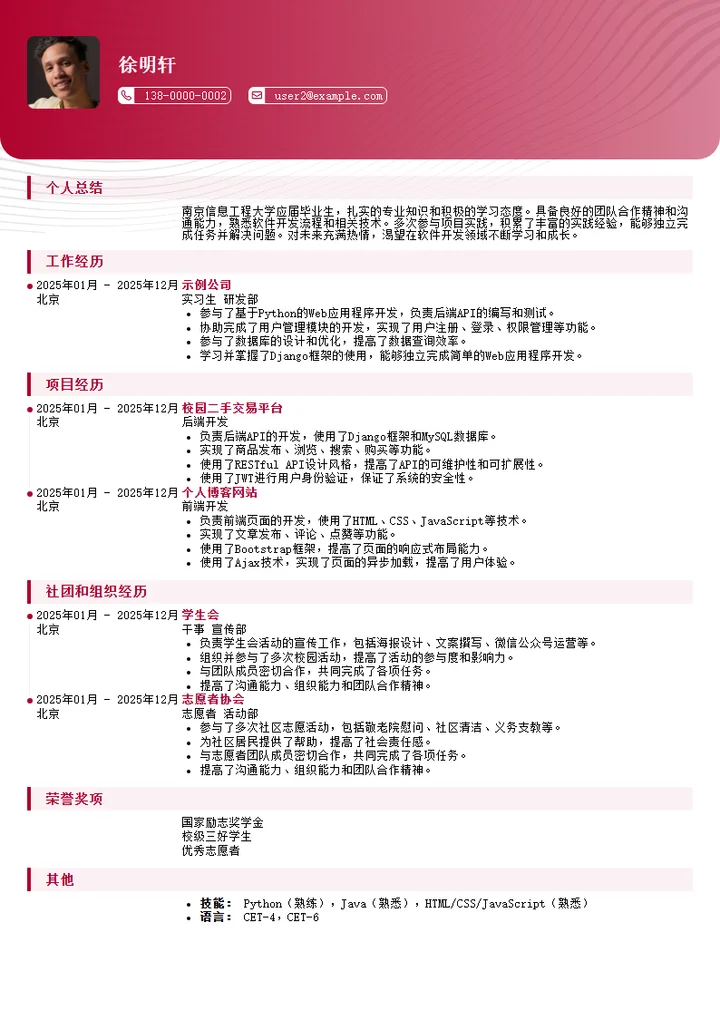 徐明轩
138-0000-0002 user2@example.com
个人总结
南京信息工程大学应届毕业生，扎实的专业知识和积极的学习态度。具备良好的团队合作精神和沟
通能力，熟悉软件开发流程和相关技术。多次参与项目实践，积累了丰富的实践经验，能够独立完
成任务并解决问题。对未来充满热情，渴望在软件开发领域不断学习和成长。
工作经历
2025年01月 - 2025年12月 示例公司
北京 实习生 研发部
• 参与了基于Python的Web应用程序开发，负责后端API的编写和测试。
• 协助完成了用户管理模块的开发，实现了用户注册、登录、权限管理等功能。
• 参与了数据库的设计和优化，提高了数据查询效率。
• 学习并掌握了Django框架的使用，能够独立完成简单的Web应用程序开发。
项目经历
2025年01月 - 2025年12月 校园二手交易平台
北京 后端开发
• 负责后端API的开发，使用了Django框架和MySQL数据库。
• 实现了商品发布、浏览、搜索、购买等功能。
• 使用了RESTful API设计风格，提高了API的可维护性和可扩展性。
• 使用了JWT进行用户身份验证，保证了系统的安全性。
2025年01月 - 2025年12月 个人博客网站
北京 前端开发
• 负责前端页面的开发，使用了HTML、CSS、JavaScript等技术。
• 实现了文章发布、评论、点赞等功能。
• 使用了Bootstrap框架，提高了页面的响应式布局能力。
• 使用了Ajax技术，实现了页面的异步加载，提高了用户体验。
社团和组织经历
2025年01月 - 2025年12月 学生会
北京 干事 宣传部
• 负责学生会活动的宣传工作，包括海报设计、文案撰写、微信公众号运营等。
• 组织并参与了多次校园活动，提高了活动的参与度和影响力。
• 与团队成员密切合作，共同完成了各项任务。
• 提高了沟通能力、组织能力和团队合作精神。
2025年01月 - 2025年12月 志愿者协会
北京 志愿者 活动部
• 参与了多次社区志愿活动，包括敬老院慰问、社区清洁、义务支教等。
• 为社区居民提供了帮助，提高了社会责任感。
• 与志愿者团队成员密切合作，共同完成了各项任务。
• 提高了沟通能力、组织能力和团队合作精神。
荣誉奖项
国家励志奖学金
校级三好学生
优秀志愿者
其他
• 技能： Python（熟练），Java（熟悉），HTML/CSS/JavaScript（熟悉）
• 语言： CET-4，CET-6